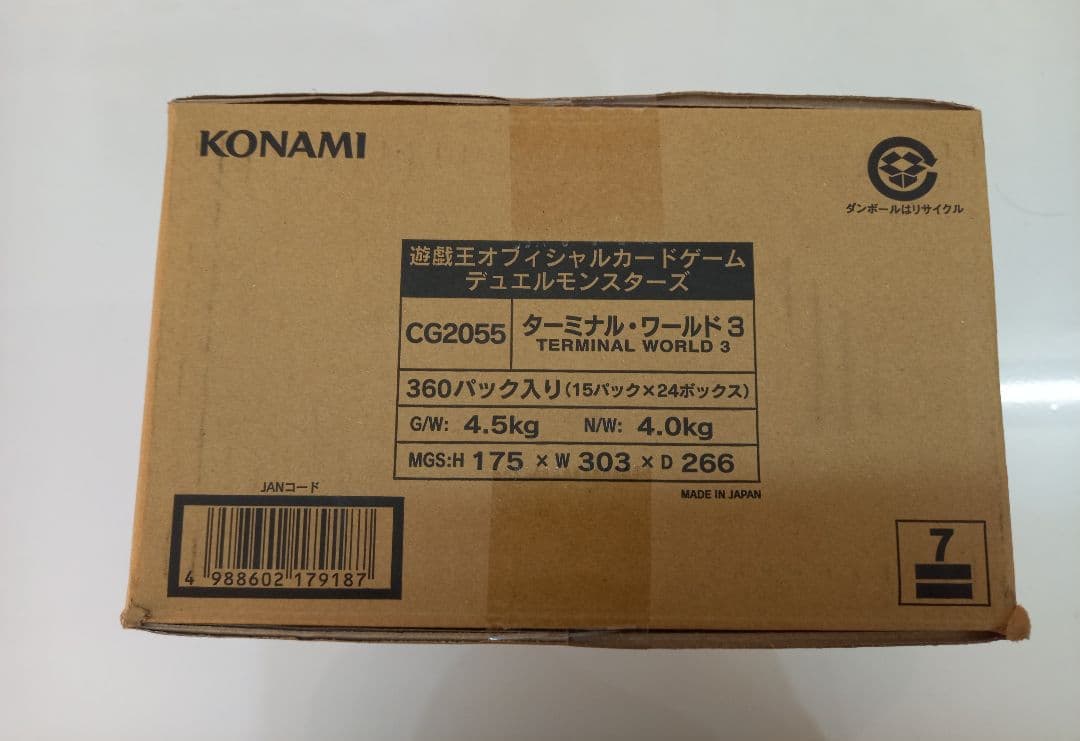 KONAMI
ダンボールはリサイクル
遊戯王オフィシャルカードゲーム
デュエルモンスターズ
CG2055
ターミナル・ワールド3
TERMINAL WORLD 3
360パック入り(15パック×24ボックス)
G/W: 4.5kg N/W: 4.0kg
MGS:H 175 × W 303 × D 266
MADE IN JAPAN
JANコード
4 988602 179187
7